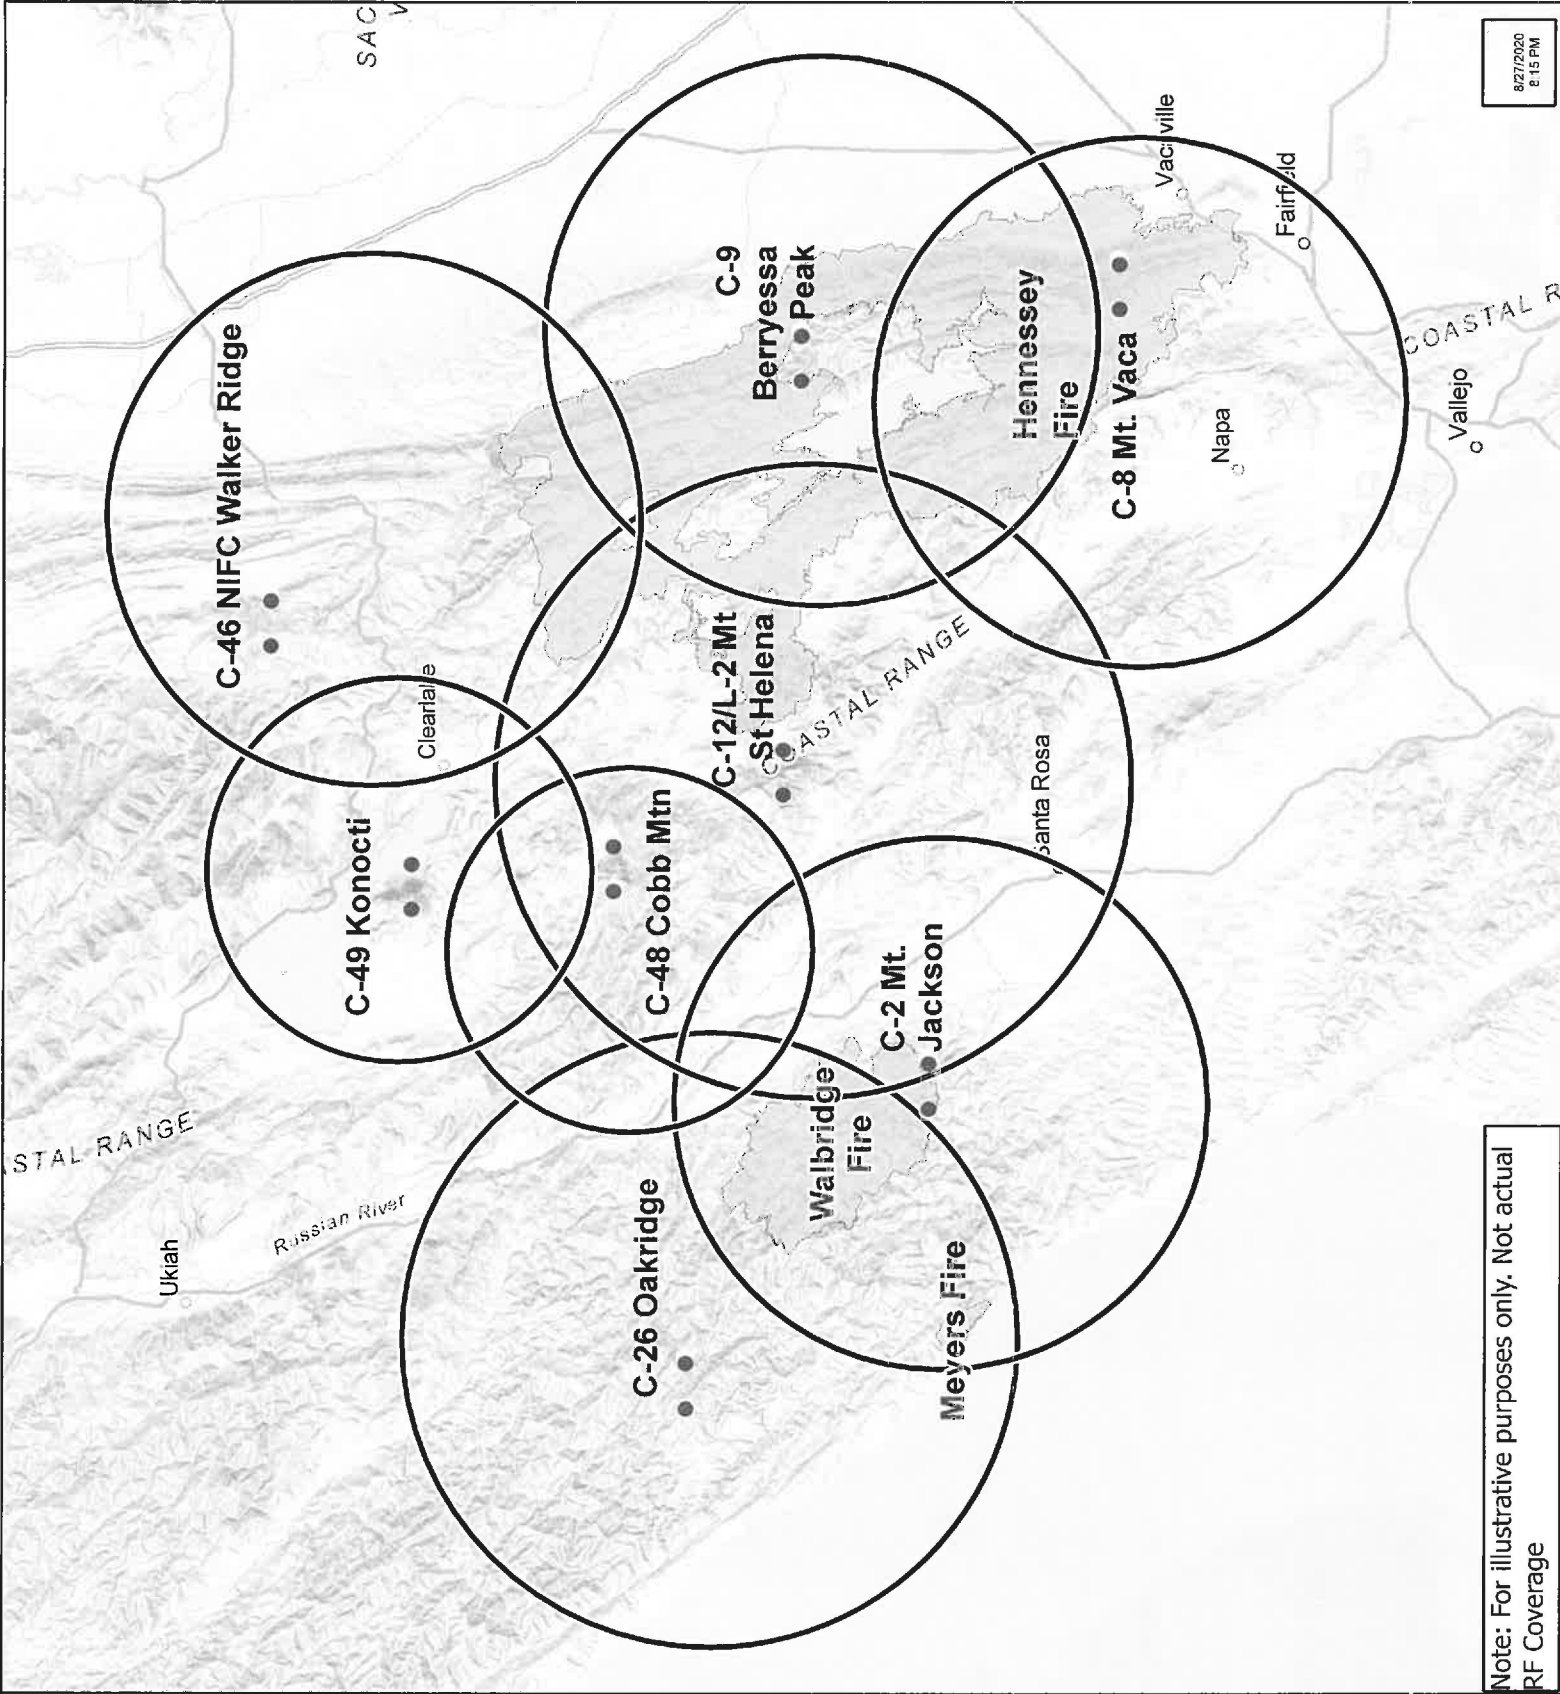 SAC
V
ASTAL RANGE
Ukiah
Russian River
C-46 NIFC Walker Ridge
C-49 Konocti
Clearlake
C-48 Cobb Mtn
C-26 Oakridge
C-12/L-2 Mt
St Helena
COASTAL RANGE
C-9
Berryessa
Peak
Walbridge
Fire
C-2 Mt.
Jackson
Meyers Fire
Santa Rosa
Hennessey
Fire
C-8 Mt. Vaca
Vacaville
Napa
Fairfield
COASTAL R
Vallejo
Note: For illustrative purposes only. Not actual
RF Coverage
8/27/2020
8:15 PM